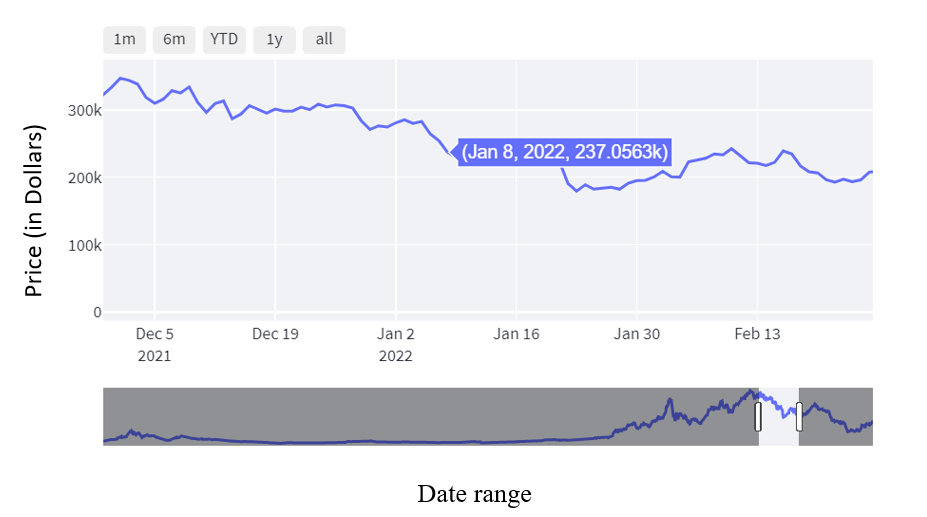 1m 6m YTD 1y all
300k
(Jan 8, 2022, 237.0563k)
200k
100k
0
Price (in Dollars)
Dec 5 Dec 19 Jan 2 Jan 16 Jan 30 Feb 13
2021 2022
Date range